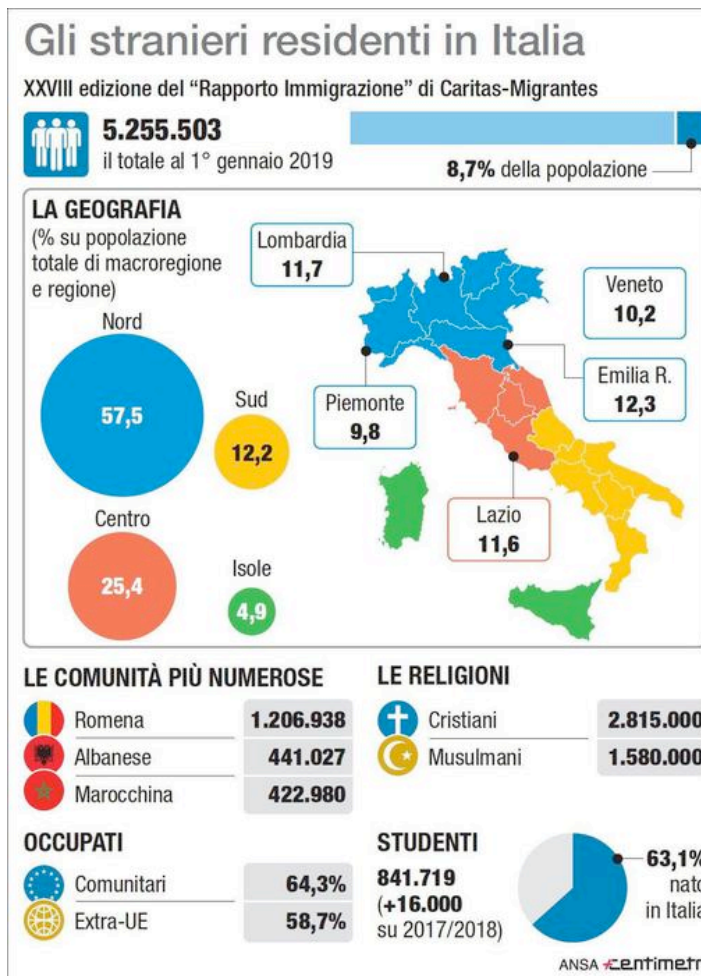 Gli stranieri residenti in Italia
XXVIII edizione del “Rapporto Immigrazione” di Caritas-Migrantes
5.255.503
il totale al 1° gennaio 2019
8,7% della popolazione
LA GEOGRAFIA
(% su popolazione
totale di macroregione
e regione)
Nord
57,5
Sud
12,2
Centro
25,4
Isole
4,9
Lombardia
11,7
Veneto
10,2
Emilia R.
12,3
Piemonte
9,8
Lazio
11,6
LE COMUNITÀ PIÙ NUMEROSE
Romena 1.206.938
Albanese 441.027
Marocchina 422.980
LE RELIGIONI
Cristiani 2.815.000
Musulmani 1.580.000
OCCUPATI
Comunitari 64,3%
Extra-UE 58,7%
STUDENTI
841.719
(+16.000
su 2017/2018)
63,1%
nato
in Italia
ANSA centimetr